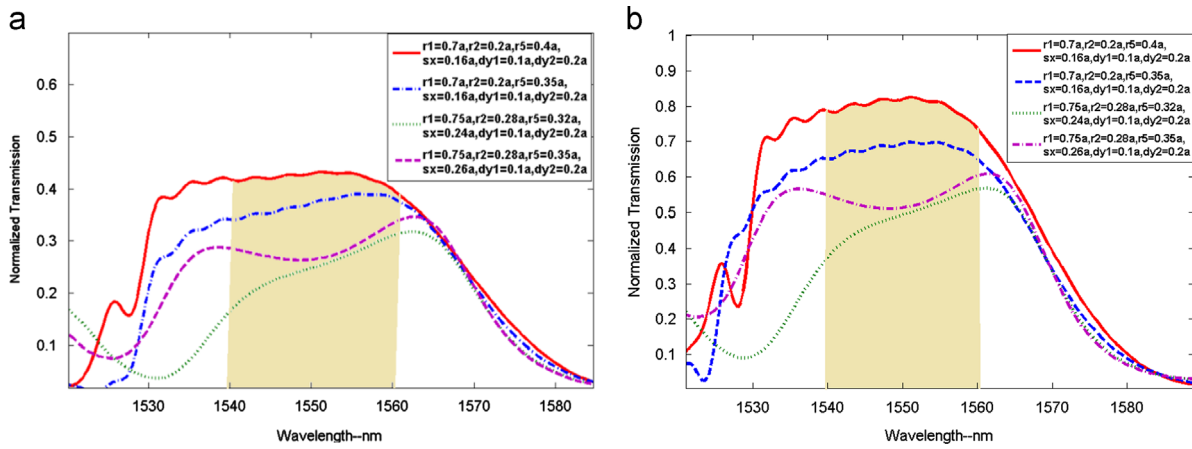 a
Normalized Transmission
0.6
0.5
0.4
0.3
0.2
0.1
1530 1540 1550 1560 1570 1580
Wavelength--nm
r1=0.7a,r2=0.2a,r5=0.4a,
sx=0.16a,dy1=0.1a,dy2=0.2a
r1=0.7a,r2=0.2a,r5=0.35a,
sx=0.16a,dy1=0.1a,dy2=0.2a
r1=0.75a,r2=0.28a,r5=0.32a,
sx=0.24a,dy1=0.1a,dy2=0.2a
r1=0.75a,r2=0.28a,r5=0.35a,
sx=0.26a,dy1=0.1a,dy2=0.2a
b
Normalized Transmission
1
0.9
0.8
0.7
0.6
0.5
0.4
0.3
0.2
0.1
1530 1540 1550 1560 1570 1580
Wavelength--nm
r1=0.7a,r2=0.2a,r5=0.4a,
sx=0.16a,dy1=0.1a,dy2=0.2a
r1=0.7a,r2=0.2a,r5=0.35a,
sx=0.16a,dy1=0.1a,dy2=0.2a
r1=0.75a,r2=0.28a,r5=0.32a,
sx=0.24a,dy1=0.1a,dy2=0.2a
r1=0.75a,r2=0.28a,r5=0.35a,
sx=0.26a,dy1=0.1a,dy2=0.2a